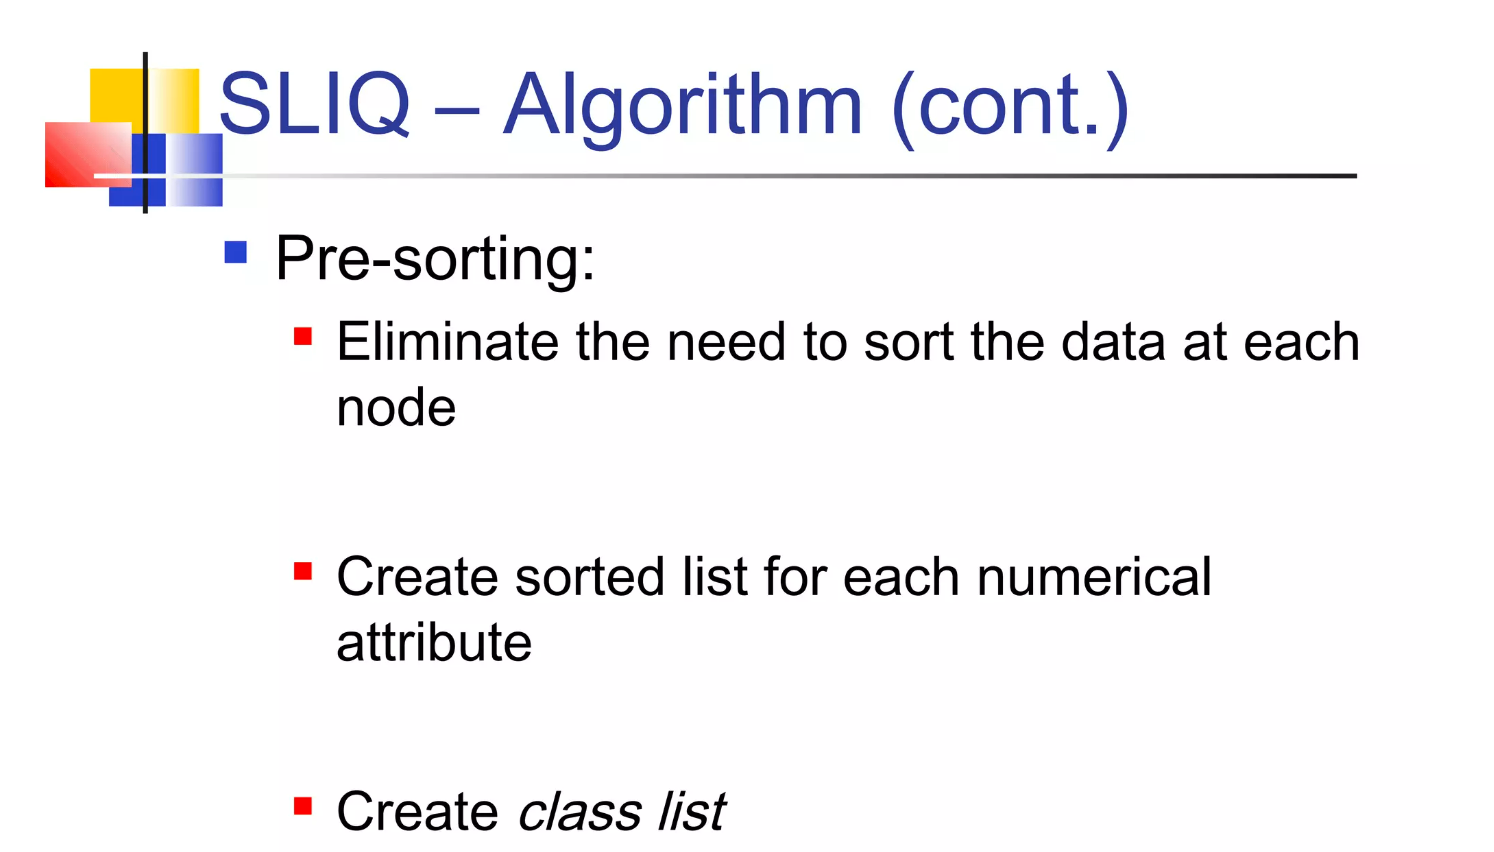 SLIQ – Algorithm (cont.)
Pre-sorting:
Eliminate the need to sort the data at each
node
Create sorted list for each numerical
attribute
Create class list